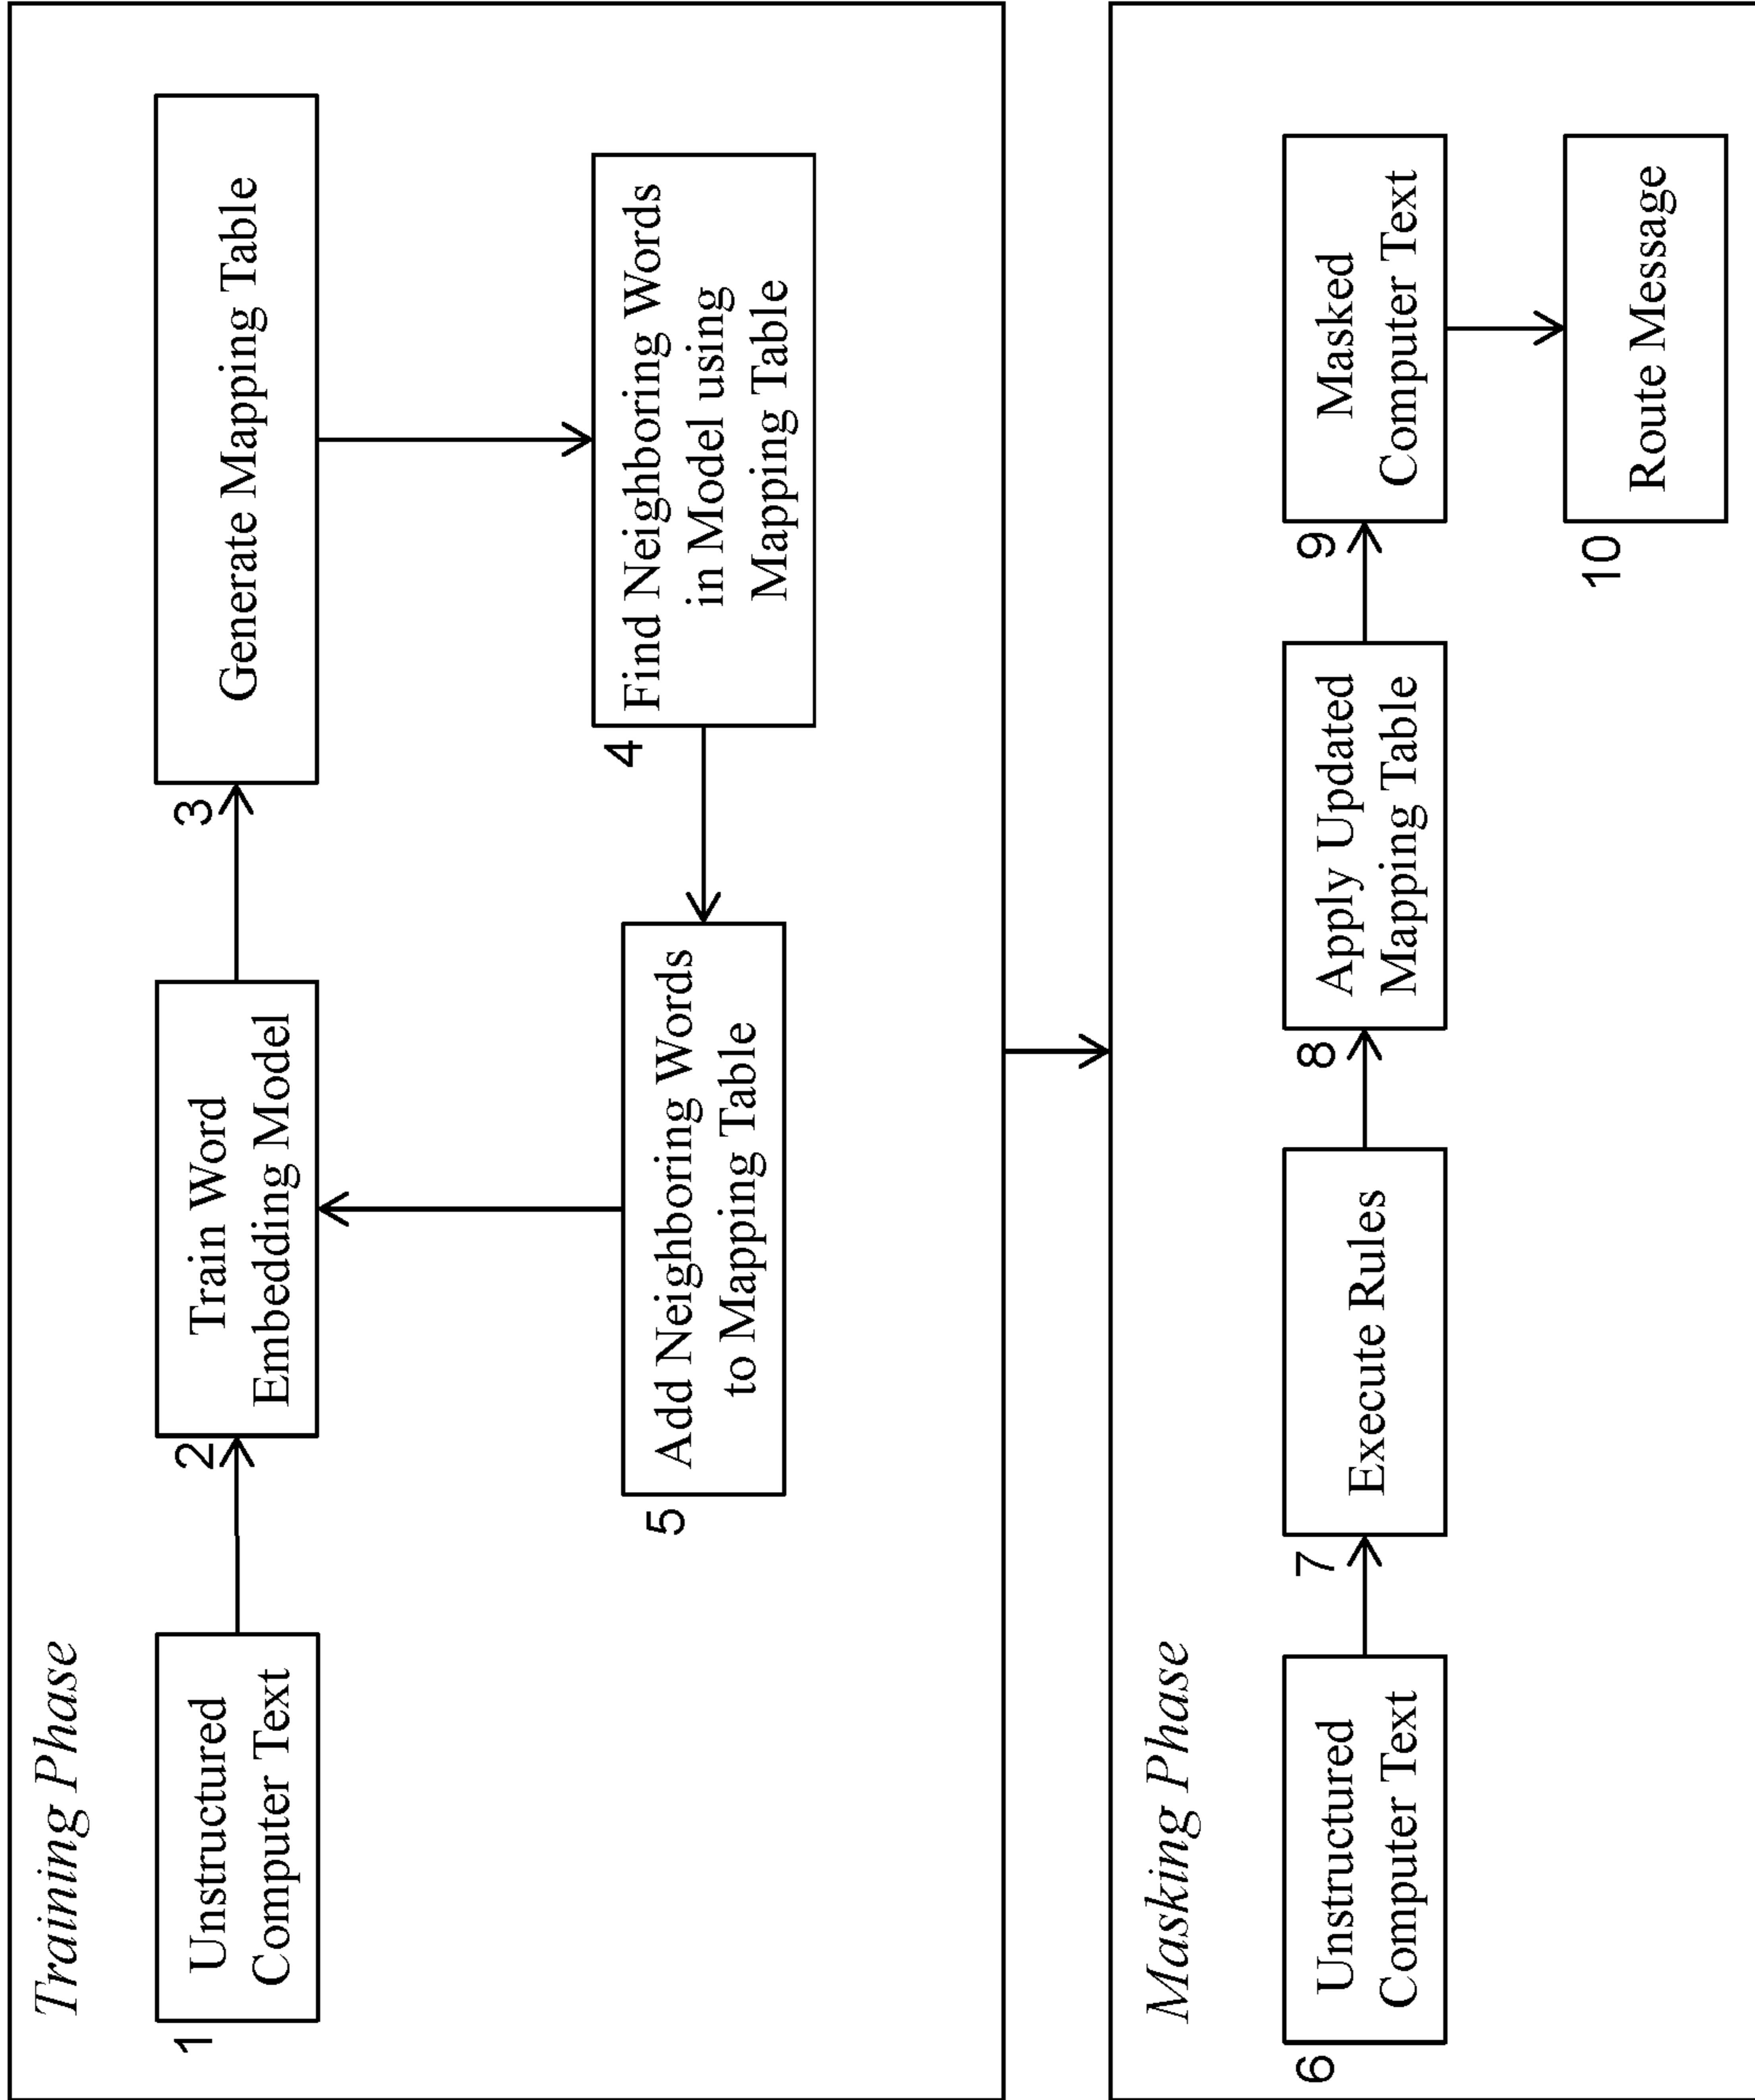 Training Phase
1
Unstructured
Computer Text
2
Train Word
Embedding Model
3
Generate Mapping Table
4
Find Neighboring Words
in Model using
Mapping Table
5
Add Neighboring Words
to Mapping Table
Masking Phase
6
Unstructured
Computer Text
7
Execute Rules
8
Apply Updated
Mapping Table
9
Masked
Computer Text
10
Route Message